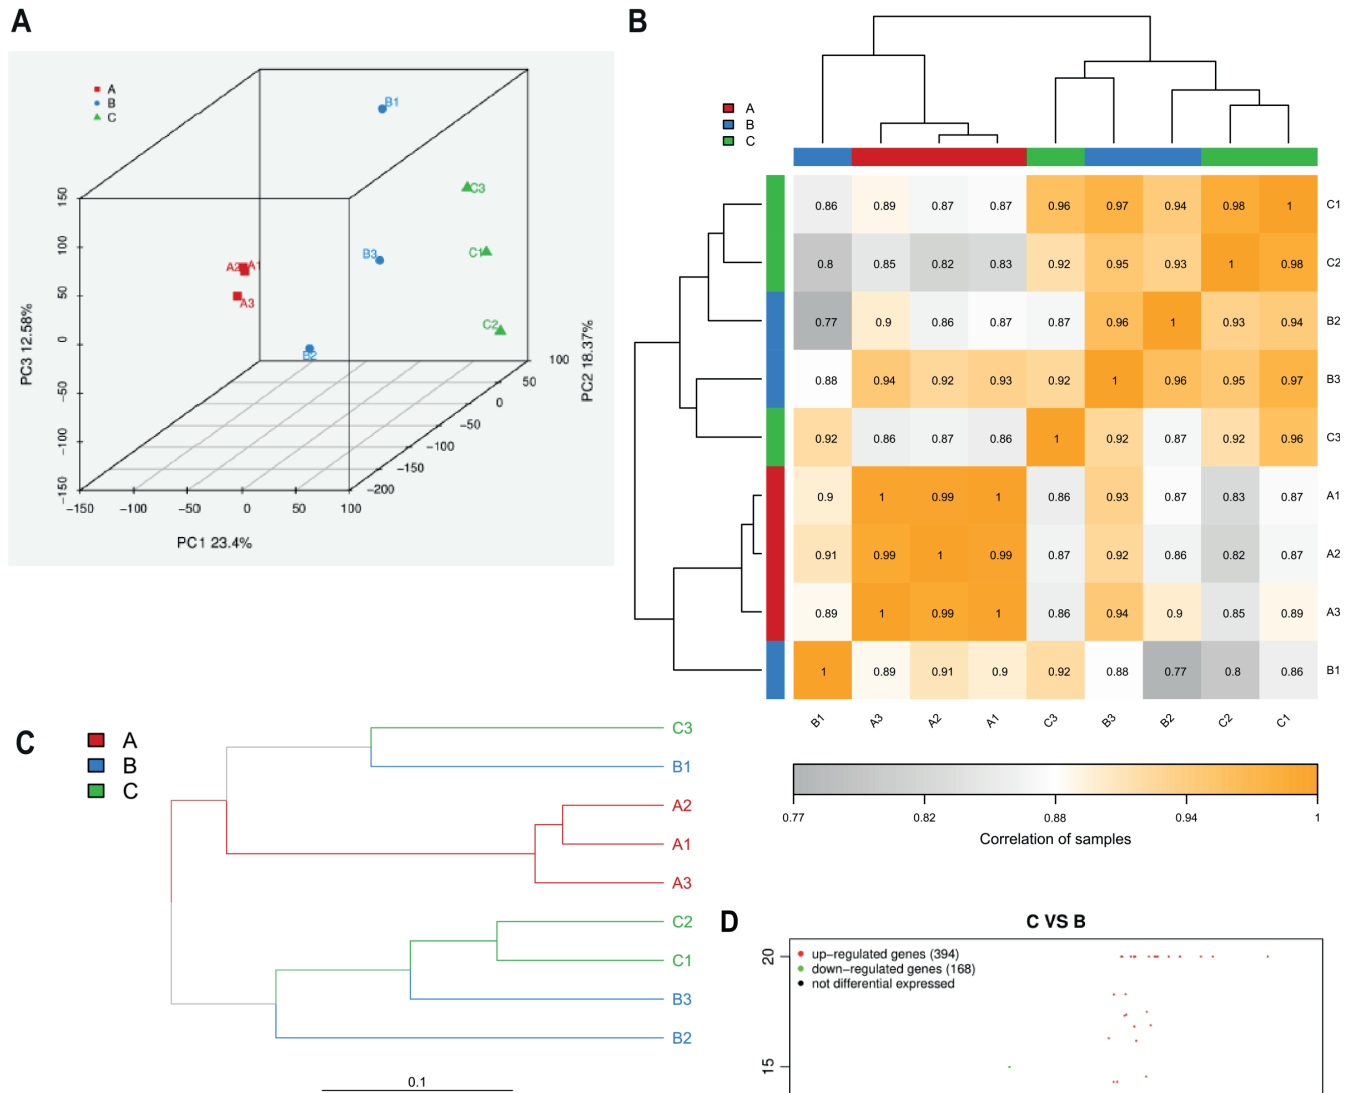 A
A
B
C
B1
C3
C1
B3
A2
A1
A3
C2
B2
150
100
50
0
−50
−100
−150
PC3 12.58%
−150
−100
−50
0
50
100
PC1 23.4%
100
50
0
−50
−100
−150
−200
PC2 18.37%
B
A
B
C
0.86 0.89 0.87 0.87 0.96 0.97 0.94 0.98 1 C1
0.8 0.85 0.82 0.83 0.92 0.95 0.93 1 0.98 C2
0.77 0.9 0.86 0.87 0.87 0.96 1 0.93 0.94 B2
0.88 0.94 0.92 0.93 0.92 1 0.96 0.95 0.97 B3
0.92 0.86 0.87 0.86 1 0.92 0.87 0.92 0.96 C3
0.9 1 0.99 1 0.86 0.93 0.87 0.83 0.87 A1
0.91 0.99 1 0.99 0.87 0.92 0.86 0.82 0.87 A2
0.89 1 0.99 1 0.86 0.94 0.9 0.85 0.89 A3
1 0.89 0.91 0.9 0.92 0.88 0.77 0.8 0.86 B1
B1 A3 A2 A1 C3 B3 B2 C2 C1
0.77 0.82 0.88 0.94 1
Correlation of samples
C
A
B
C
C3
B1
A2
A1
A3
C2
C1
B3
B2
0.1
D
C VS B
20
15
up−regulated genes (394)
down−regulated genes (168)
not differential expressed